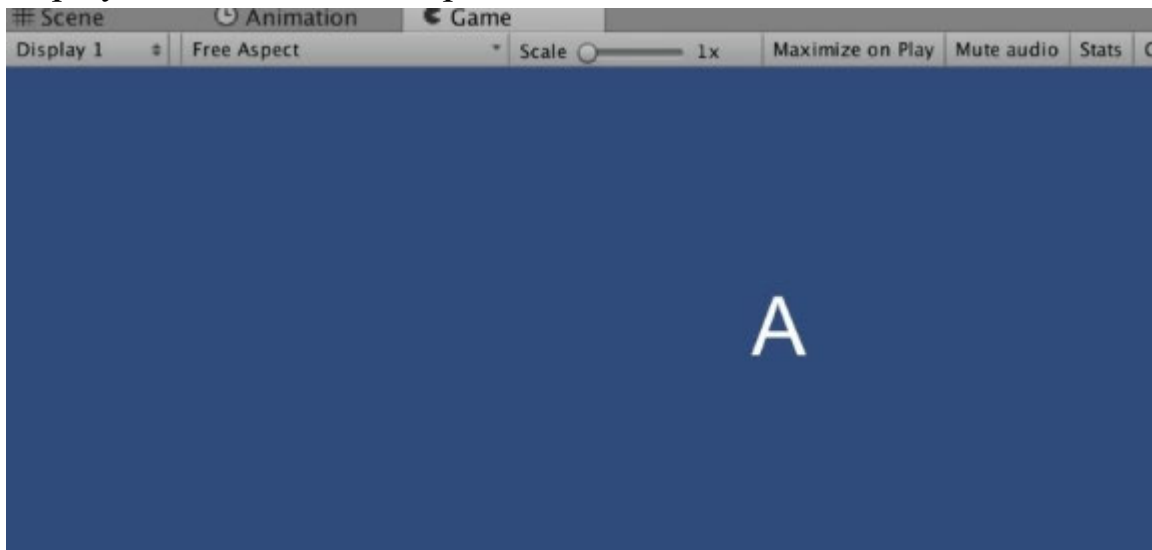 Scene Animation Game
Display 1 Free Aspect Scale 1x Maximize on Play Mute audio Stats
A